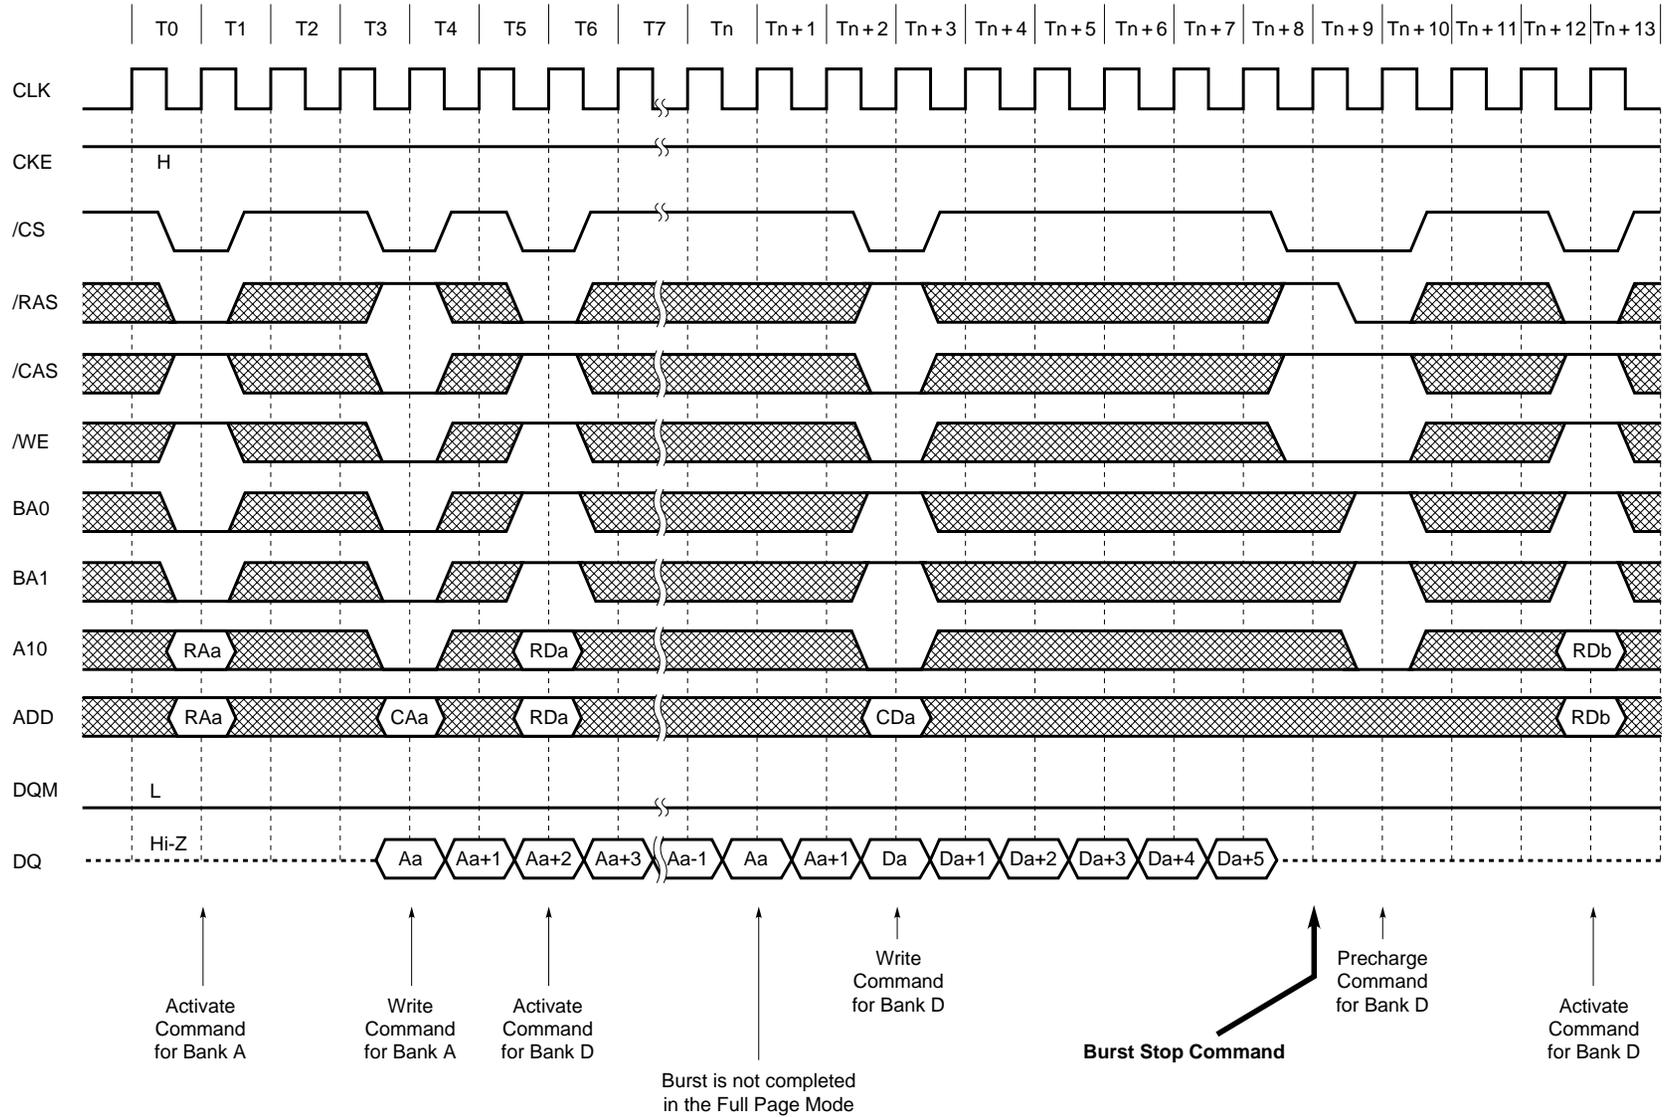 T0 T1 T2 T3 T4 T5 T6 T7 Tn Tn + 1 Tn + 2 Tn + 3 Tn + 4 Tn + 5 Tn + 6 Tn + 7 Tn + 8 Tn + 9 Tn + 10 Tn + 11 Tn + 12 Tn + 13
CLK
CKE H
/CS
/RAS
/CAS
/WE
BA0
BA1
A10 RAa RDa RDb
ADD RAa CAa RDa CDa RDb
DQM L
Hi-Z
DQ Aa Aa+1 Aa+2 Aa+3 Aa-1 Aa Aa+1 Da Da+1 Da+2 Da+3 Da+4 Da+5
Activate
Command
for Bank A
Write
Command
for Bank A
Activate
Command
for Bank D
Burst is not completed
in the Full Page Mode
Write
Command
for Bank D
Burst Stop Command
Precharge
Command
for Bank D
Activate
Command
for Bank D